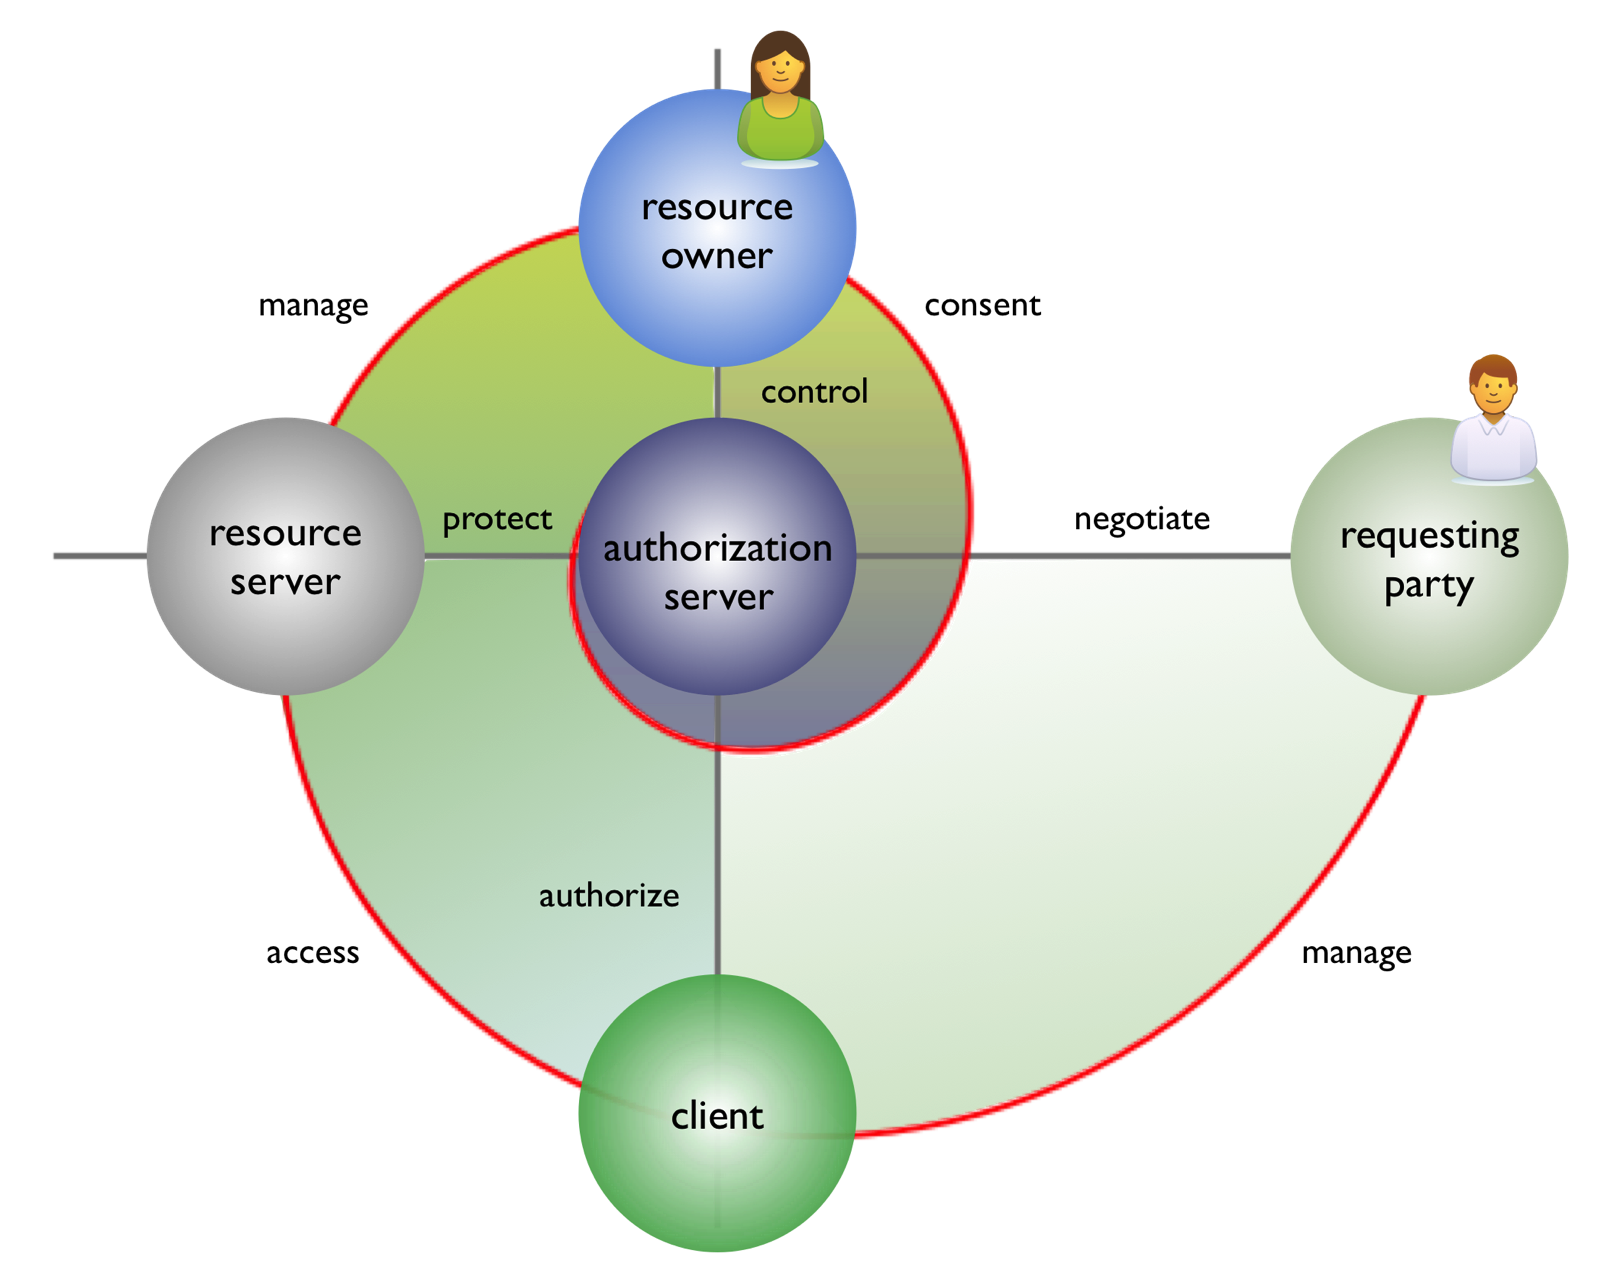 resource
owner
manage
consent
control
resource
server
protect
authorization
server
negotiate
requesting
party
authorize
access
manage
client